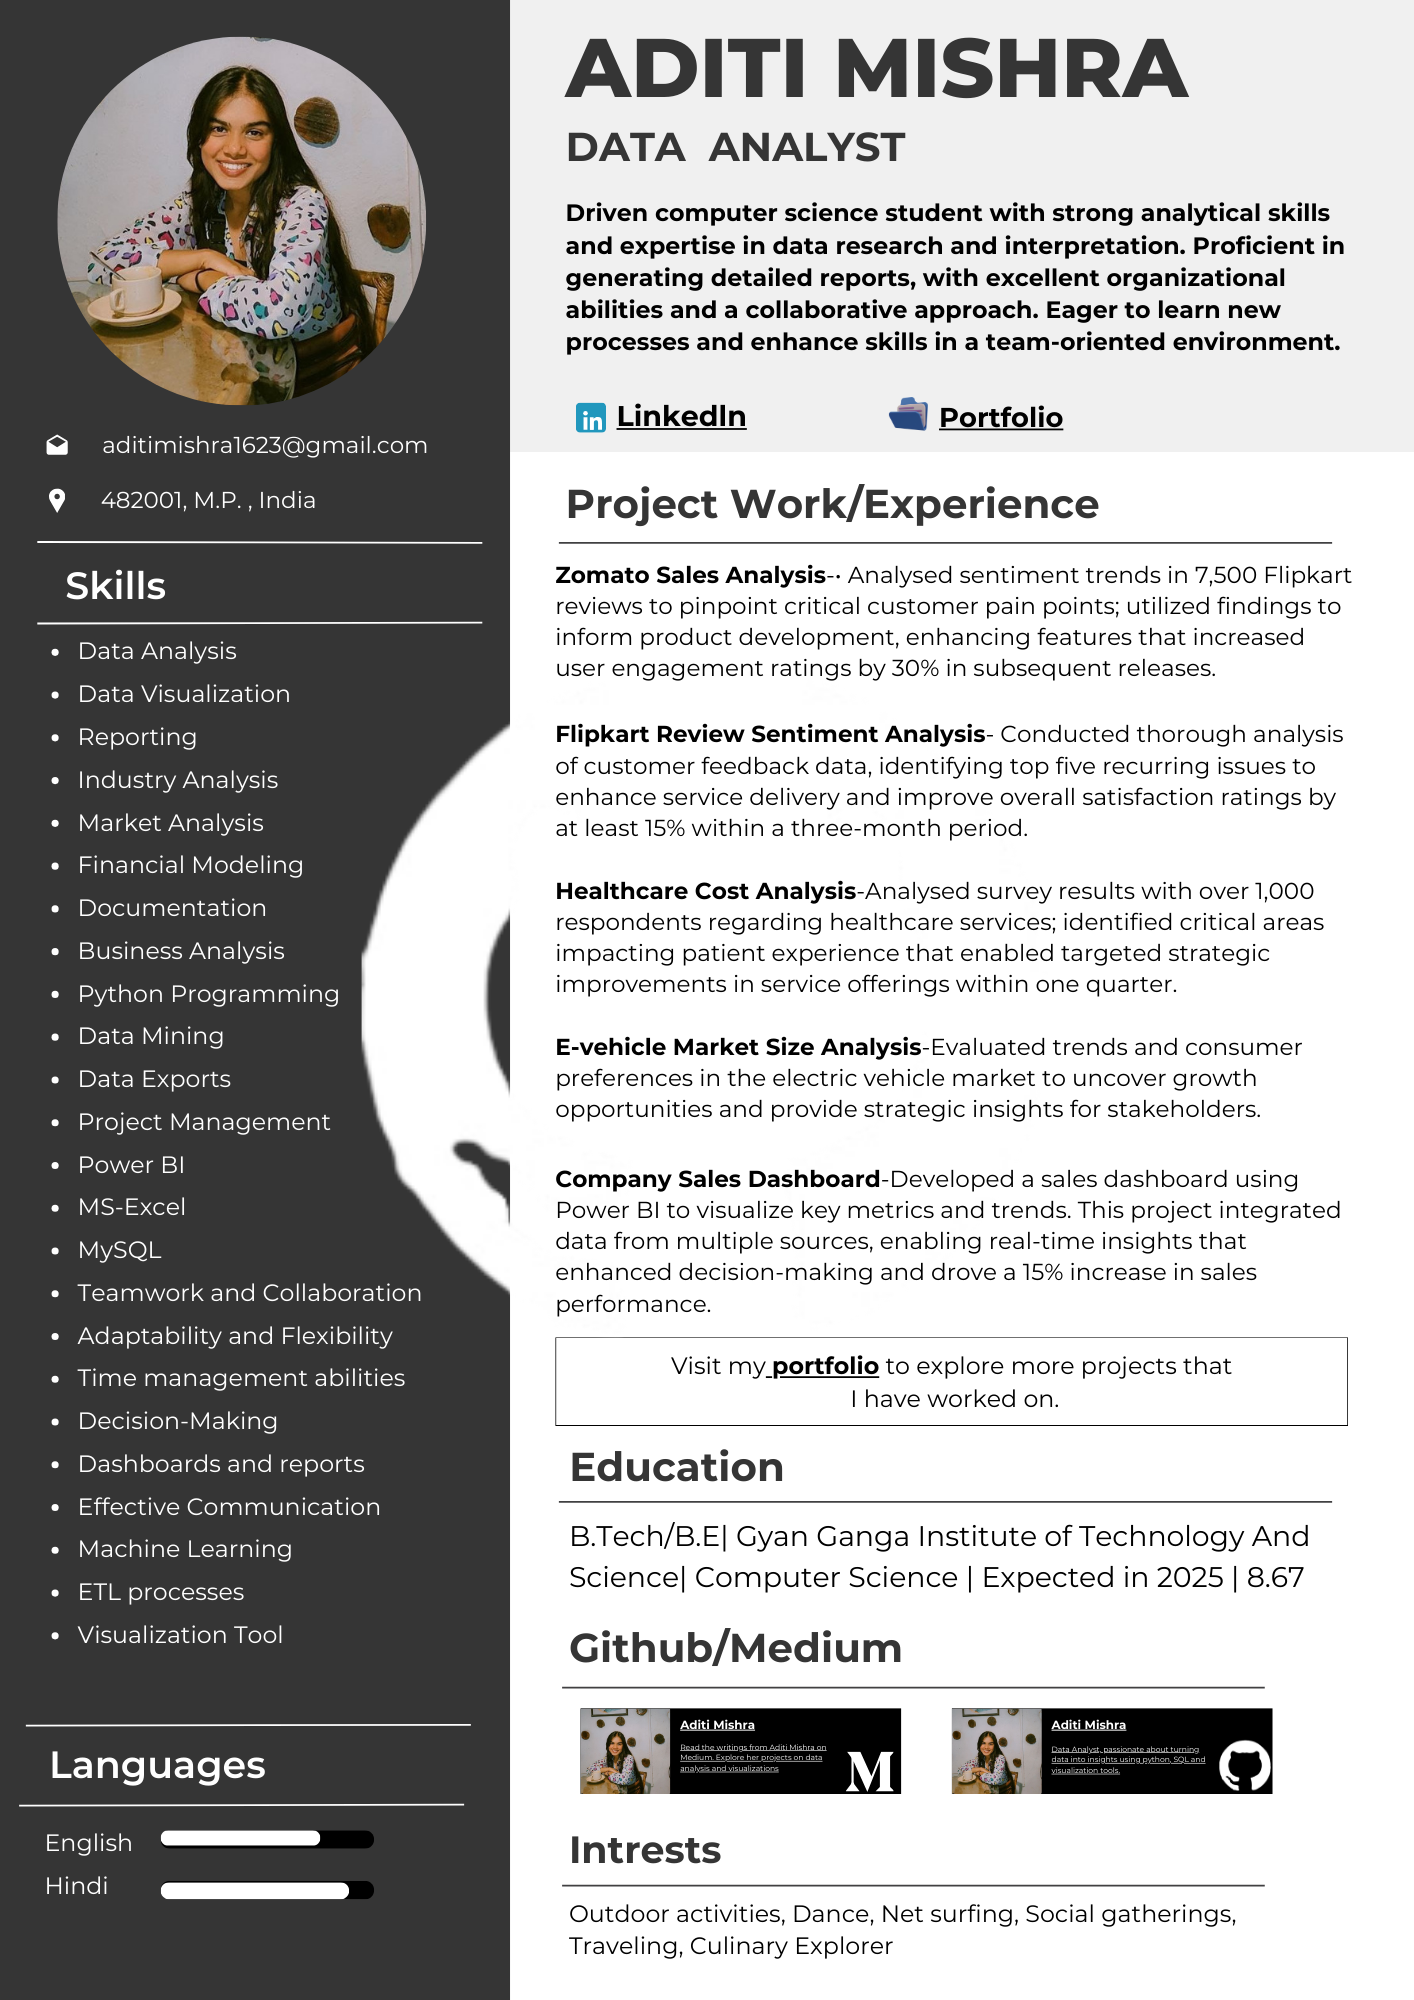 ADITI MISHRA
DATA ANALYST
Driven computer science student with strong analytical skills
and expertise in data research and interpretation. Proficient in
generating detailed reports, with excellent organizational
abilities and a collaborative approach. Eager to learn new
processes and enhance skills in a team-oriented environment.
in LinkedIn
Portfolio
aditimishra1623@gmail.com
482001, M.P. , India
Skills
• Data Analysis
• Data Visualization
• Reporting
• Industry Analysis
• Market Analysis
• Financial Modeling
• Documentation
• Business Analysis
• Python Programming
• Data Mining
• Data Exports
• Project Management
• Power BI
• MS-Excel
• MySQL
• Teamwork and Collaboration
• Adaptability and Flexibility
• Time management abilities
• Decision-Making
• Dashboards and reports
• Effective Communication
• Machine Learning
• ETL processes
• Visualization Tool
Languages
English
Hindi
Project Work/Experience
Zomato Sales Analysis-• Analysed sentiment trends in 7,500 Flipkart
reviews to pinpoint critical customer pain points; utilized findings to
inform product development, enhancing features that increased
user engagement ratings by 30% in subsequent releases.
Flipkart Review Sentiment Analysis- Conducted thorough analysis
of customer feedback data, identifying top five recurring issues to
enhance service delivery and improve overall satisfaction ratings by
at least 15% within a three-month period.
Healthcare Cost Analysis-Analysed survey results with over 1,000
respondents regarding healthcare services; identified critical areas
impacting patient experience that enabled targeted strategic
improvements in service offerings within one quarter.
E-vehicle Market Size Analysis-Evaluated trends and consumer
preferences in the electric vehicle market to uncover growth
opportunities and provide strategic insights for stakeholders.
Company Sales Dashboard-Developed a sales dashboard using
Power BI to visualize key metrics and trends. This project integrated
data from multiple sources, enabling real-time insights that
enhanced decision-making and drove a 15% increase in sales
performance.
Visit my portfolio to explore more projects that
I have worked on.
Education
B.Tech/B.E| Gyan Ganga Institute of Technology And
Science| Computer Science | Expected in 2025 | 8.67
Github/Medium
Aditi Mishra
Read the writings from Aditi Mishra on
Medium. Explore her projects on data
analysis and visualizations
M
Aditi Mishra
Data Analyst, passionate about turning
data into insights using python, SQL and
visualization tools.
Intrests
Outdoor activities, Dance, Net surfing, Social gatherings,
Traveling, Culinary Explorer